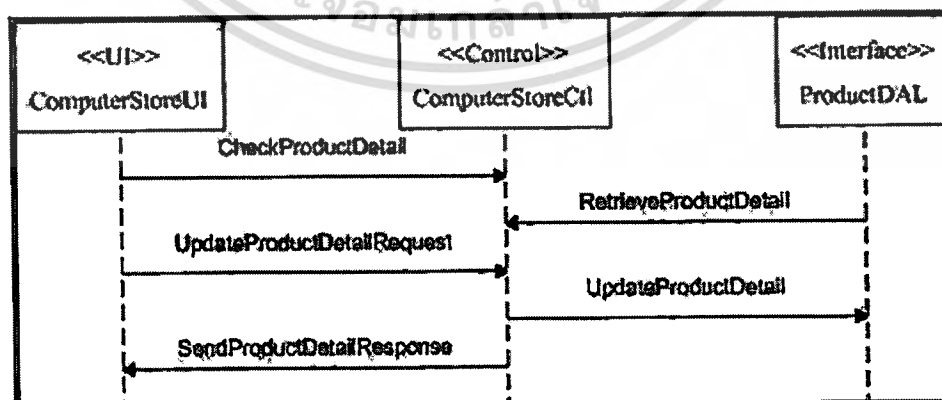 <<UI>>
ComputerStoreUI
<<Control>>
ComputerStoreCtl
<<Interface>>
ProductDAL
CheckProductDetail
RetrieveProductDetail
UpdateProductDetailRequest
UpdateProductDetail
SendProductDetailResponse